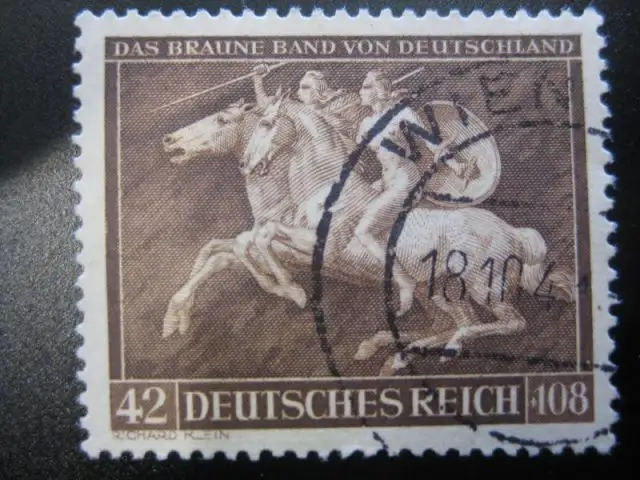 DAS BRAUNE BAND VON DEUTSCHLAND
WIEN
18.10.4
42 DEUTSCHES REICH +108
RICHARD KLEIN